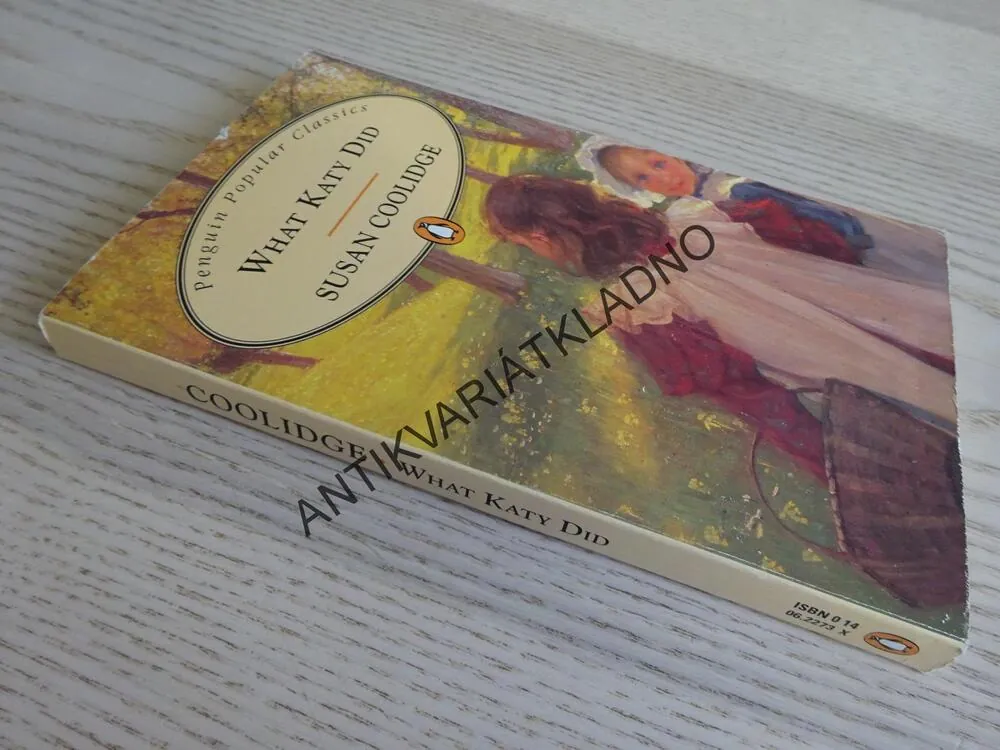 Penguin Popular Classics
WHAT KATY DID
SUSAN COOLIDGE
ANTIKVARIÁTKLADNO
COOLIDGE WHAT KATY DID
ISBN 0 14
06.2273 X